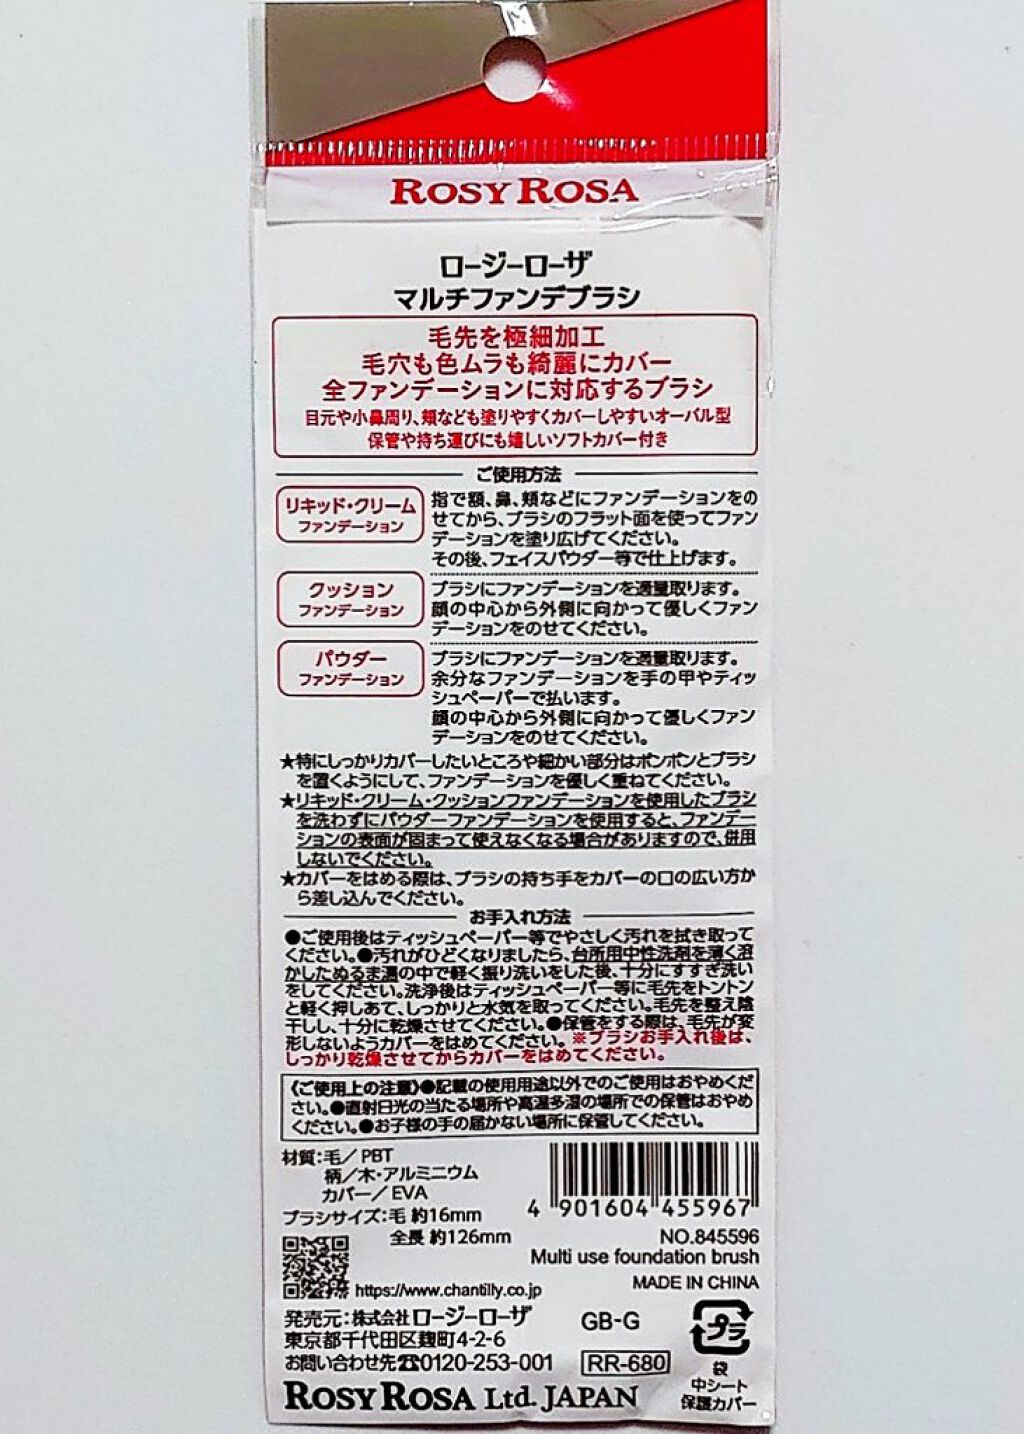 ROSY ROSA
ロージーローザ
マルチファンデブラシ
毛先を極細加工
毛穴も色ムラも綺麗にカバー
全ファンデーションに対応するブラシ
目元や小鼻周り、頬なども塗りやすくカバーしやすいオーバル型
保管や持ち運びにも嬉しいソフトカバー付き
ご使用方法
リキッド・クリーム
ファンデーション
指で額、鼻、頬などにファンデーションをの
せてから、ブラシのフラット面を使ってファン
デーションを塗り広げてください。
その後、フェイスパウダー等で仕上げます。
クッション
ファンデーション
ブラシにファンデーションを適量取ります。
顔の中心から外側に向かって優しくファン
デーションをのせてください。
パウダー
ファンデーション
ブラシにファンデーションを適量取ります。
余分なファンデーションを手の甲やティッ
シュペーパーで払います。
顔の中心から外側に向かって優しくファン
デーションをのせてください。
★特にしっかりカバーしたいところや細かい部分はポンポンとブラシ
を置くようにして、ファンデーションを優しく重ねてください。
★リキッド・クリーム・クッションファンデーションを使用したブラシ
を洗わずにパウダーファンデーションを使用すると、ファンデー
ションの表面が固まって使えなくなる場合がありますので、併用
しないでください。
★カバーをはめる際は、ブラシの持ち手をカバーの口の広い方か
ら差し込んでください。
お手入れ方法
●ご使用後はティッシュペーパー等でやさしく汚れを拭き取って
ください。●汚れがひどくなりましたら、台所用中性洗剤を薄く溶
かしたぬるま湯の中で軽く振り洗いをした後、十分にすすぎ洗い
をしてください。洗浄後はティッシュペーパー等に毛先をトントン
と軽く押しあて、しっかりと水気を取ってください。毛先を整え陰
干しし、十分に乾燥させてください。●保管をする際は、毛先が変
形しないようカバーをはめてください。※ブラシお手入れ後は、
しっかり乾燥させてからカバーをはめてください。
《ご使用上の注意》●記載の使用用途以外でのご使用はおやめくだ
さい。●直射日光の当たる場所や高温多湿の場所での保管はおやめ
ください。●お子様の手の届かない場所に保管してください。
材質:毛/PBT
柄/木・アルミニウム
カバー/EVA
ブラシサイズ:毛 約16mm
全長 約126mm
4 901604 455967
NO.845596
Multi use foundation brush
MADE IN CHINA
https://www.chantilly.co.jp
発売元:株式会社ロージーローザ
東京都千代田区麹町4-2-6
お問い合わせ先☎0120-253-001
GB-G
RR-680
プラ
袋
中シート
保護カバー
ROSY ROSA Ltd. JAPAN